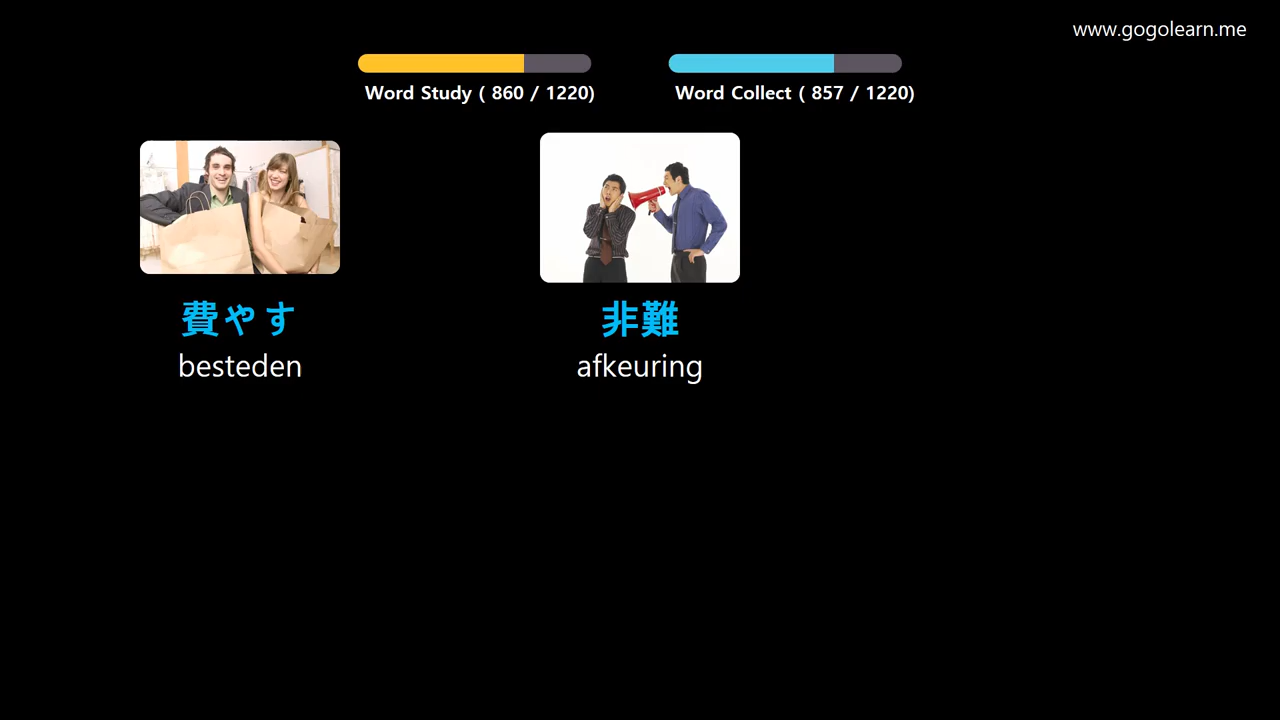 www.gogolearn.me
Word Study ( 860 / 1220)
Word Collect ( 857 / 1220)
費やす
besteden
非難
afkeuring